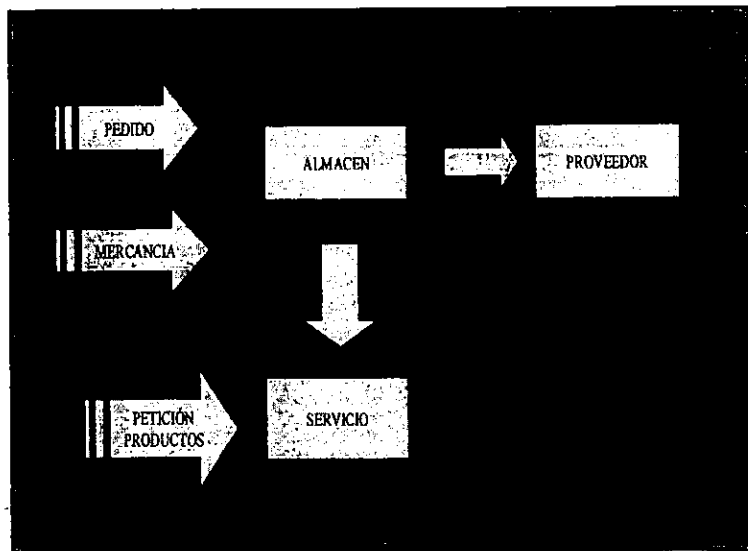 PEDIDO
ALMACEN
PROVEEDOR
MERCANCIA
PETICIÓN
PRODUCTOS
SERVICIO